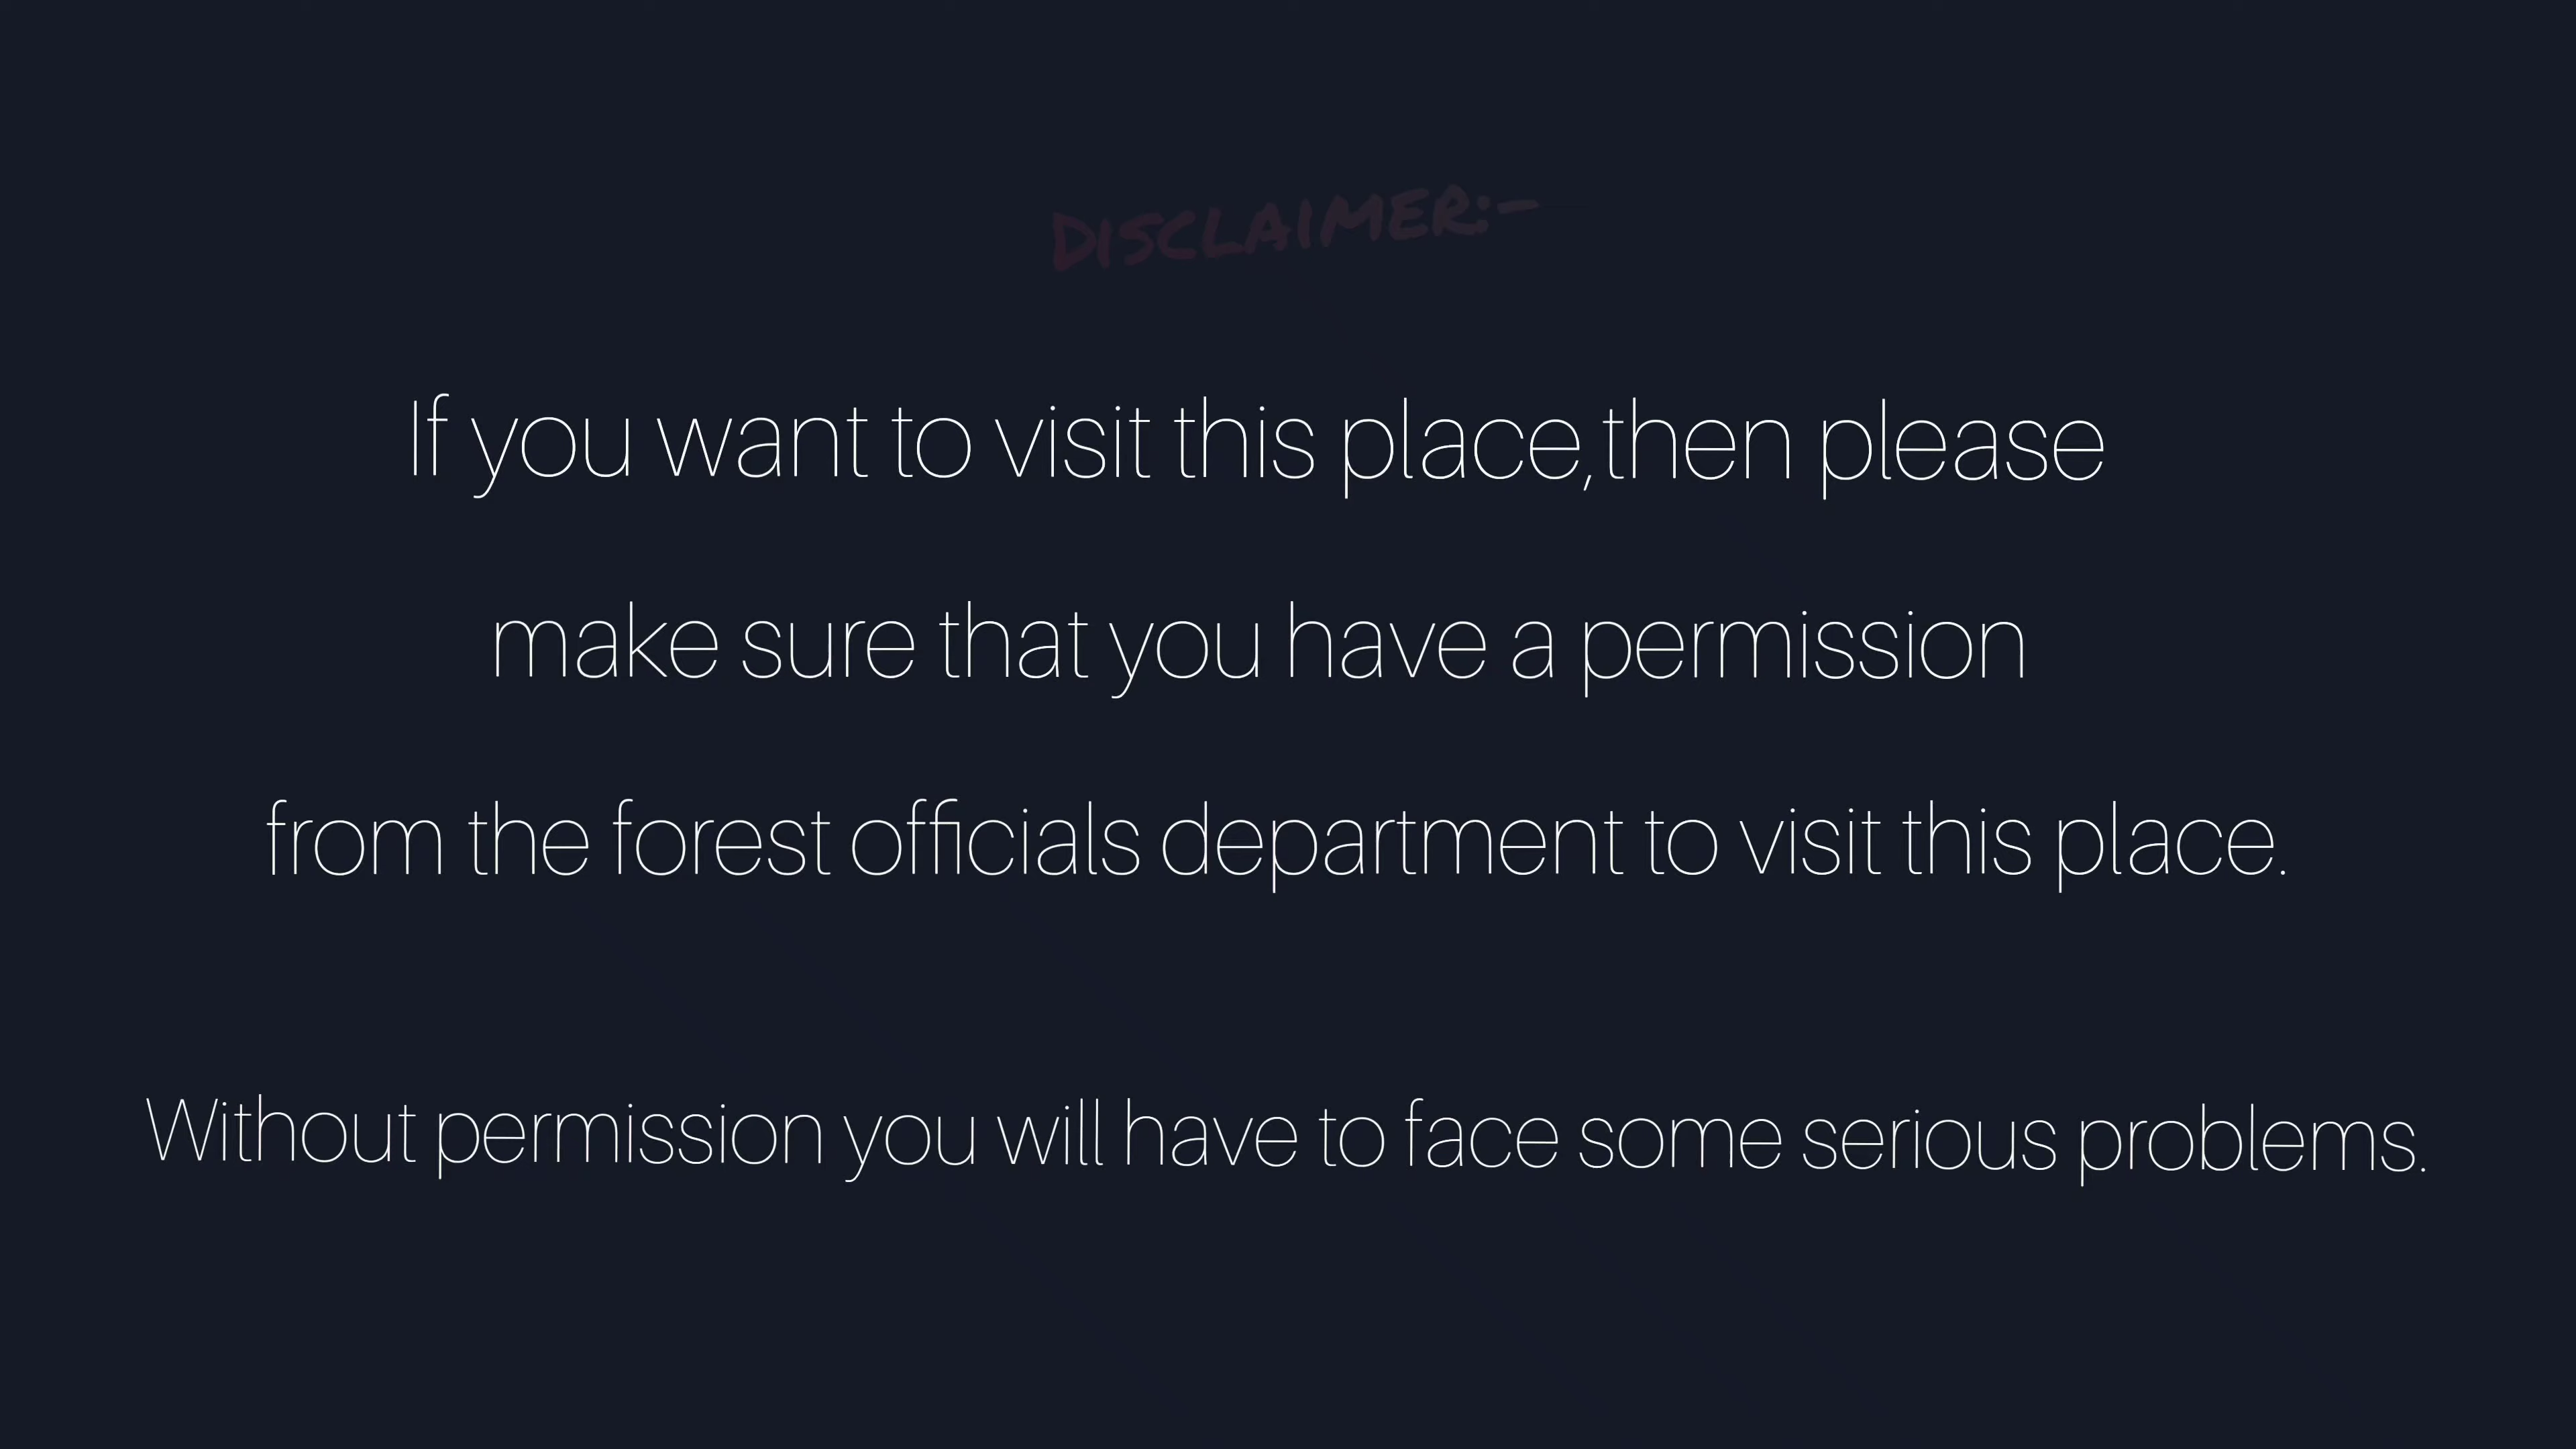 DISCLAIMER:-
If you want to visit this place,then please
make sure that you have a permission
from the forest officials department to visit this place.
Without permission you will have to face some serious problems.